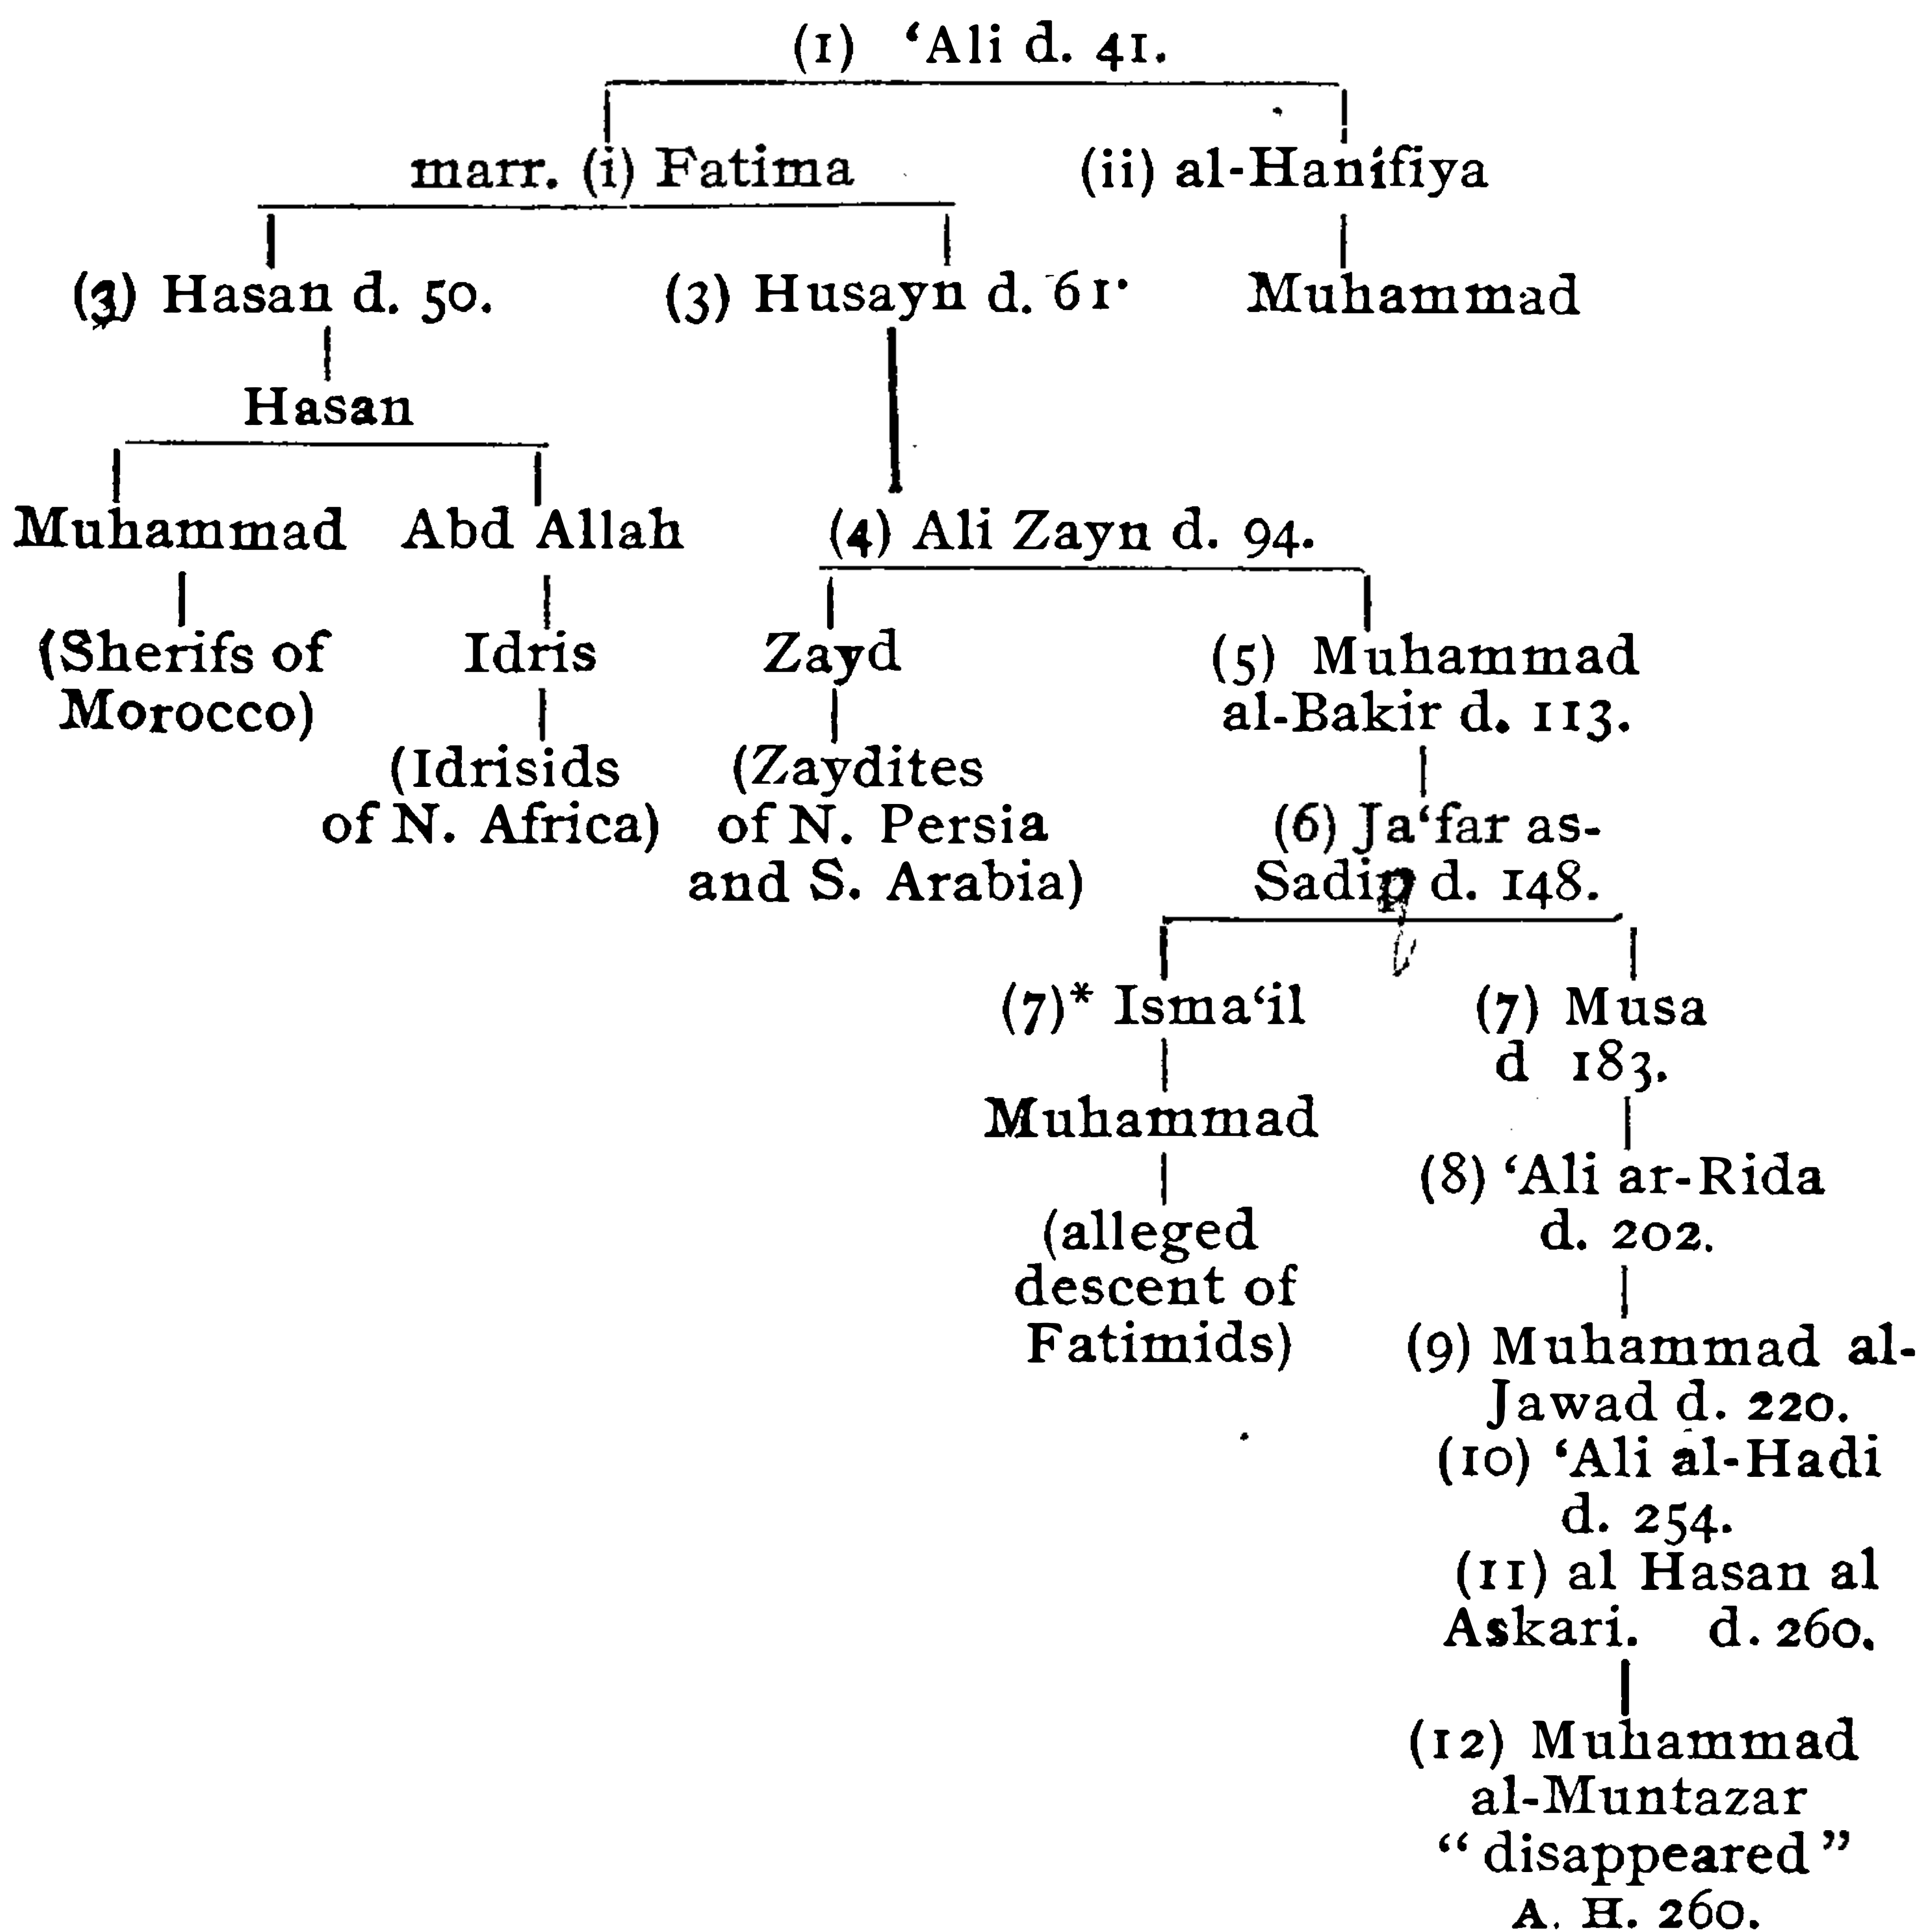 (1) ‘Ali d. 41.
marr. (i) Fatima (ii) al-Hanifiya
(3) Hasan d. 50. (3) Husayn d. 61. Muhammad
Hasan
Muhammad Abd Allah (4) Ali Zayn d. 94.
(Sherifs of
Morocco)
Idris
(Idrisids
of N. Africa)
Zayd
(Zaydites
of N. Persia
and S. Arabia)
(5) Muhammad
al-Bakir d. 113.
(6) Ja‘far as-
Sadip d. 148.
(7)* Isma‘il
Muhammad
(alleged
descent of
Fatimids)
(7) Musa
d 183.
(8) ‘Ali ar-Rida
d. 202.
(9) Muhammad al-
Jawad d. 220.
(10) ‘Ali al-Hadi
d. 254.
(11) al Hasan al
Askari. d. 260.
(12) Muhammad
al-Muntazar
“disappeared”
A. H. 260.